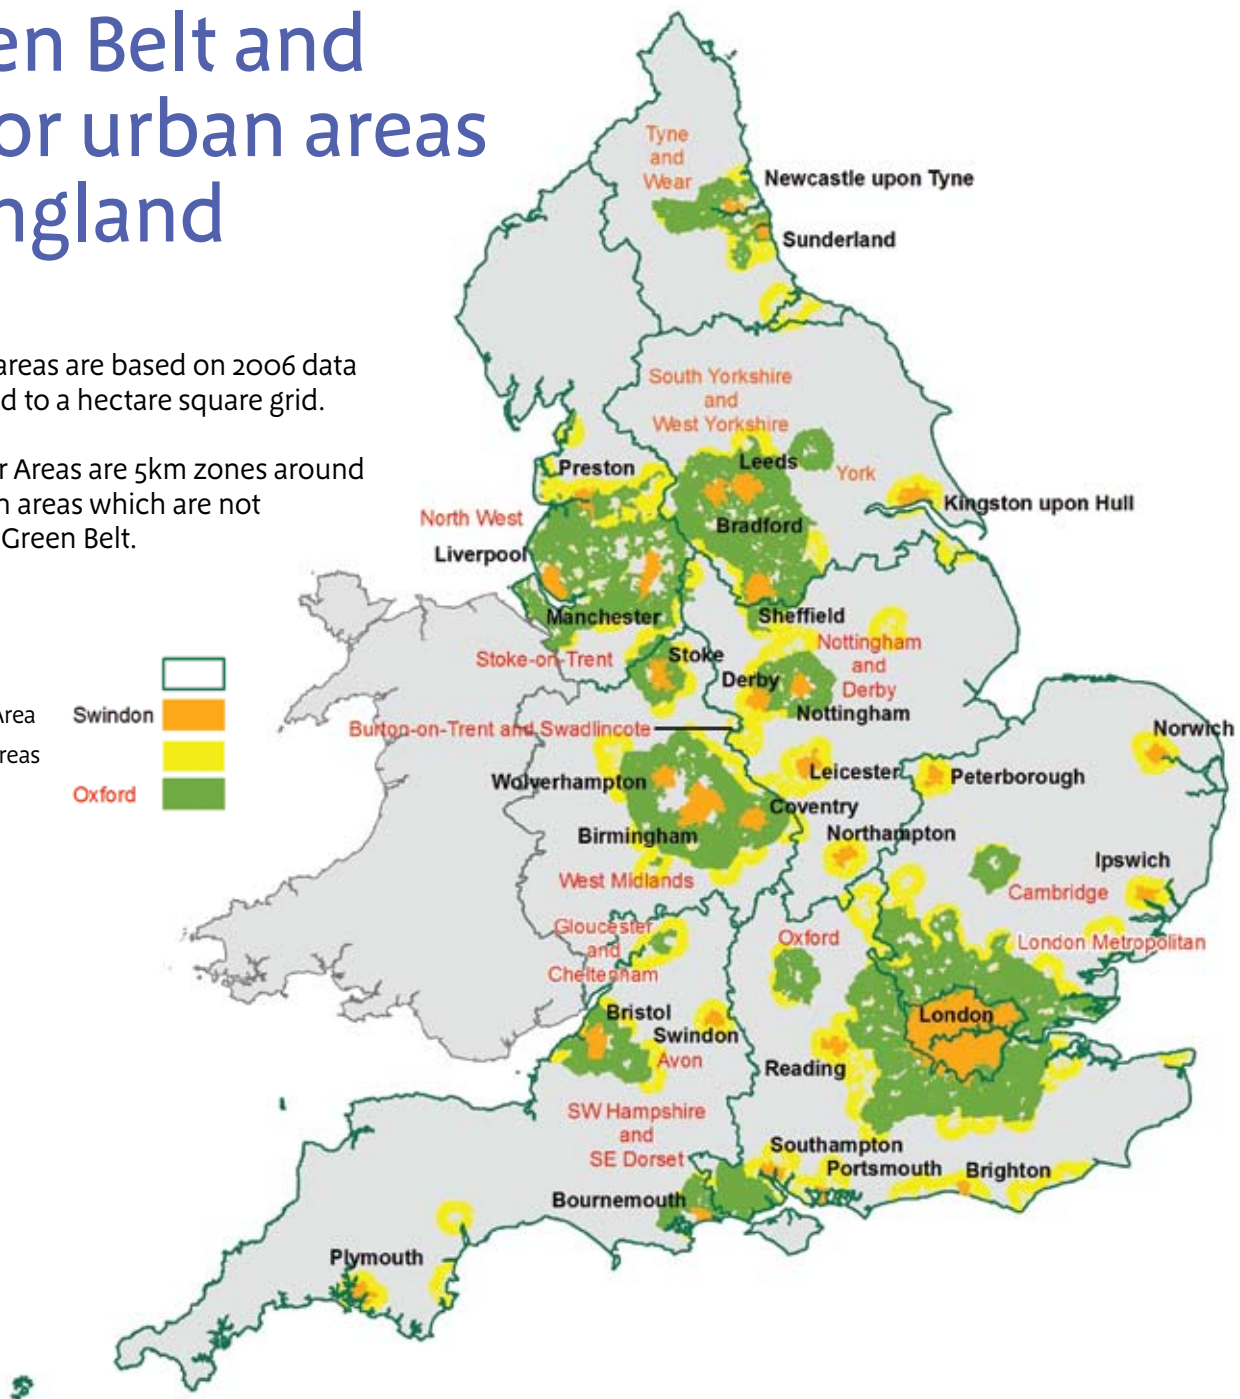 en Belt and
or urban areas
ngland
areas are based on 2006 data
d to a hectare square grid.
r Areas are 5km zones around
n areas which are not
Green Belt.
Area
Swindon
reas
Oxford
Tyne
and
Wear
Newcastle upon Tyne
Sunderland
South Yorkshire
and
West Yorkshire
Leeds
York
Preston
Kingston upon Hull
North West
Bradford
Liverpool
Manchester
Sheffield
Stoke-on-Trent
Stoke
Nottingham
and
Derby
Derby
Nottingham
Burton-on-Trent and Swadlincote
Norwich
Wolverhampton
Leicester
Peterborough
Coventry
Birmingham
Northampton
Ipswich
West Midlands
Cambridge
Gloucester
and
Cheltenham
Oxford
London Metropolitan
Bristol
London
Swindon
Avon
Reading
SW Hampshire
and
SE Dorset
Southampton
Portsmouth
Brighton
Bournemouth
Plymouth